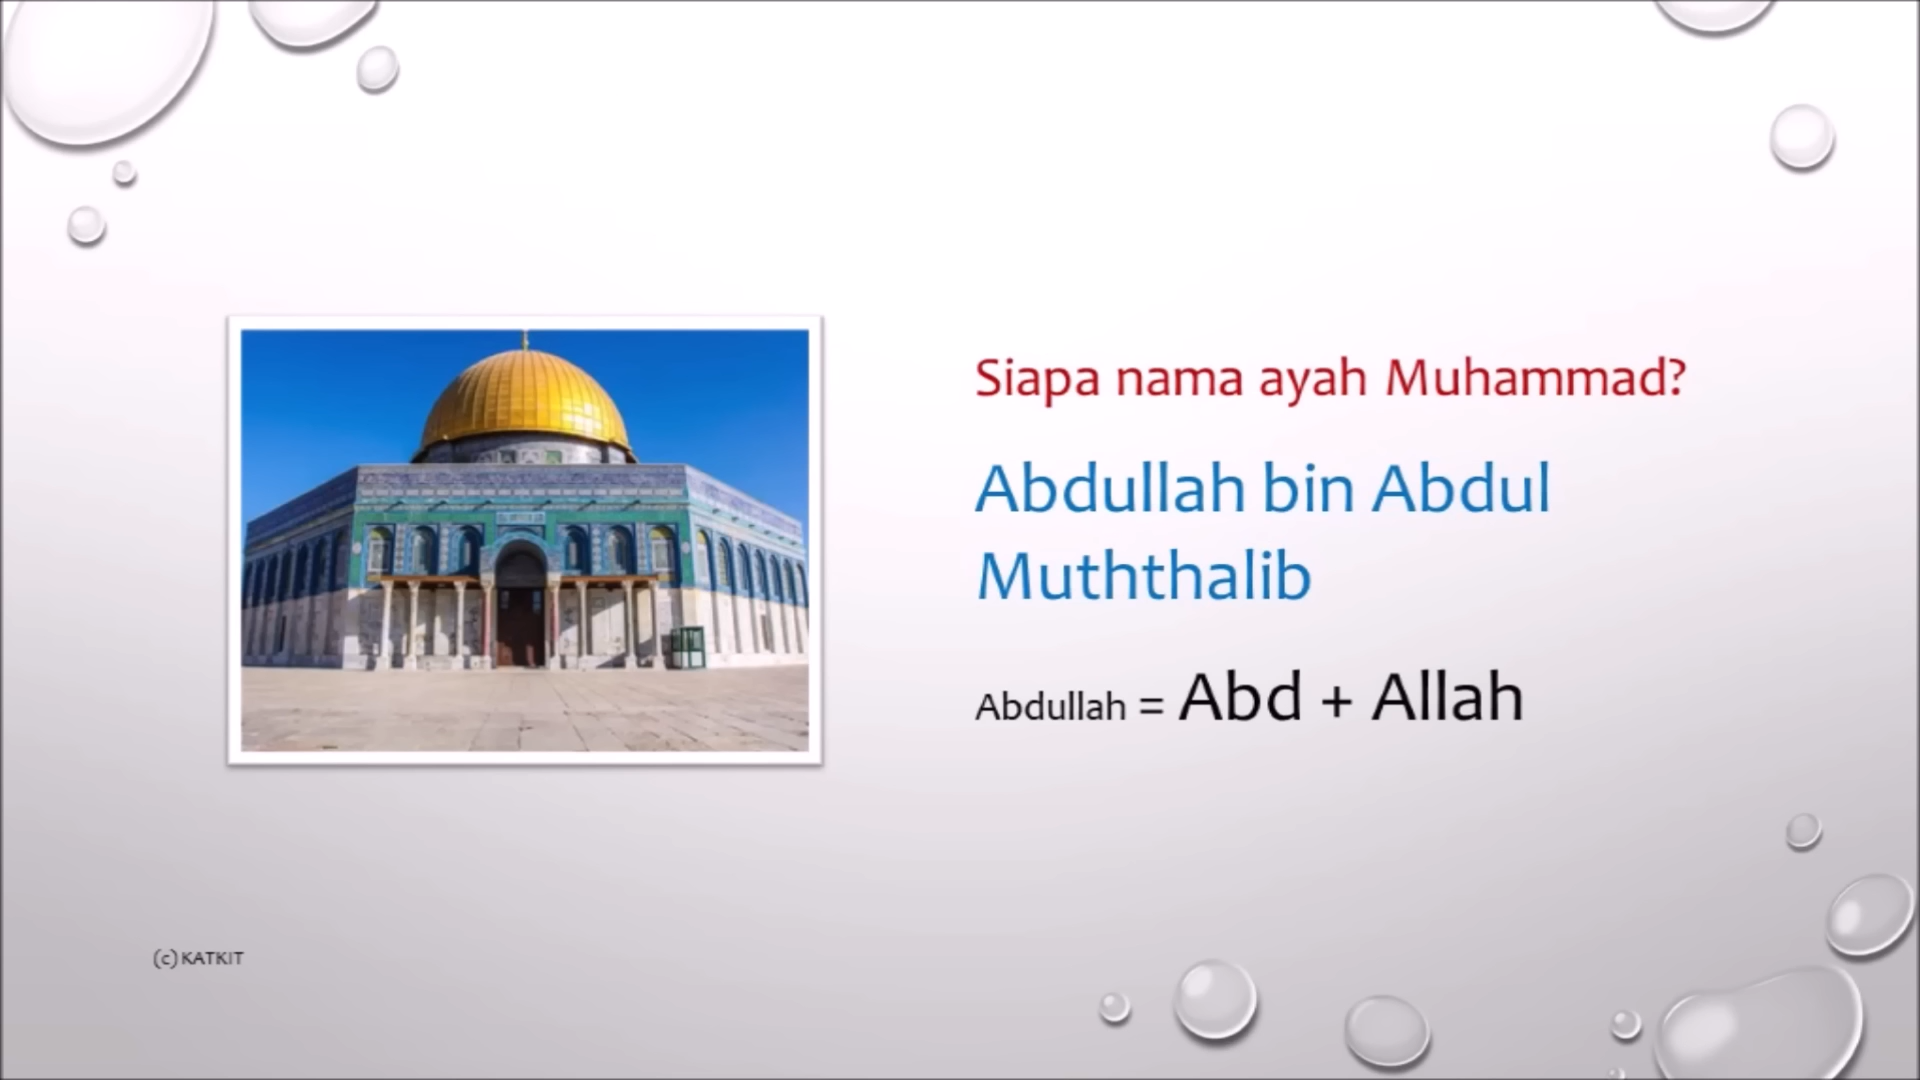 Siapa nama ayah Muhammad?
Abdullah bin Abdul
Muththalib
Abdullah = Abd + Allah
(c) KATKIT